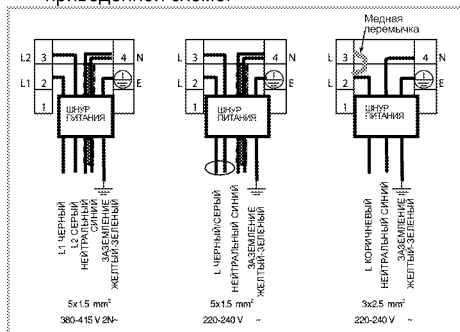 приведенной схеме.
Медная
перемычка
L2 3 4 N
L1 2 E
1
ШНУР
ПИТАНИЯ
L1 ЧЕРНЫЙ
L2 СЕРЫЙ
НЕЙТРАЛЬНЫЙ
СИНИЙ
ЗАЗЕМЛЕНИЕ
ЖЕЛТЫЙ-ЗЕЛЕНЫЙ
5x1.5 mm²
380-415 V 2N~
L 3 4 N
L 2 E
1
ШНУР
ПИТАНИЯ
L ЧЕРНЫЙ/СЕРЫЙ
НЕЙТРАЛЬНЫЙ СИНИЙ
ЗАЗЕМЛЕНИЕ
ЖЕЛТЫЙ-ЗЕЛЕНЫЙ
5x1.5 mm²
220-240 V ~
L 3 4 N
L 2 E
1
ШНУР
ПИТАНИЯ
L КОРИЧНЕВЫЙ
НЕЙТРАЛЬНЫЙ СИНИЙ
ЗАЗЕМЛЕНИЕ
ЖЕЛТЫЙ-ЗЕЛЕНЫЙ
3x2.5 mm²
220-240 V ~